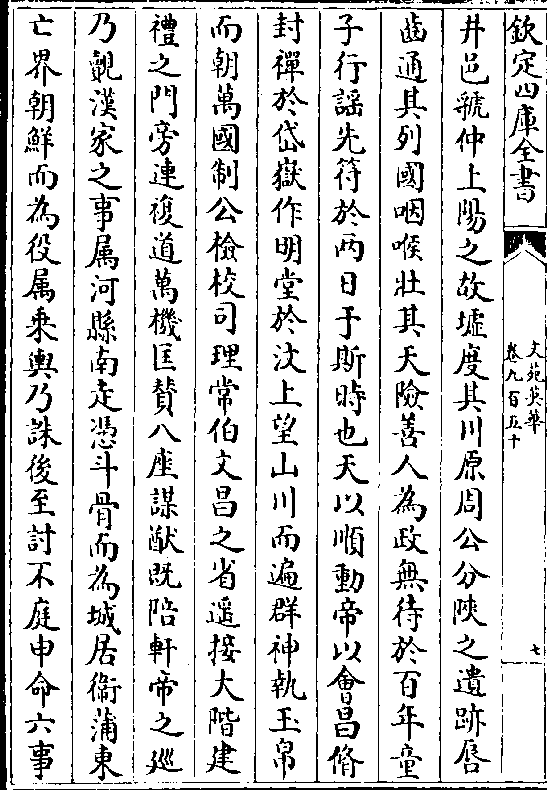 欽定四庫全書
文苑英華
卷九百五十
七
井邑虢仲上陽之故墟度其川原周公分陜之遺跡唇
齒通其列國咽喉壯其天險善人為政無待於百年童
子行謡先符於两日于斯時也天以順動帝以會昌脩
封禪於岱嶽作明堂於汶上望山川而遍群神執玉帛
而朝萬國制公檢校司理常伯文昌之省遥接大階建
禮之門旁連複道萬機匡賛八座謀猷既陪軒帝之廵
乃覩漢家之事属河縣南走憑斗骨而為城居衞蒲東
亡界朝鮮而為役属乗輿乃誅後至討不庭申命六事